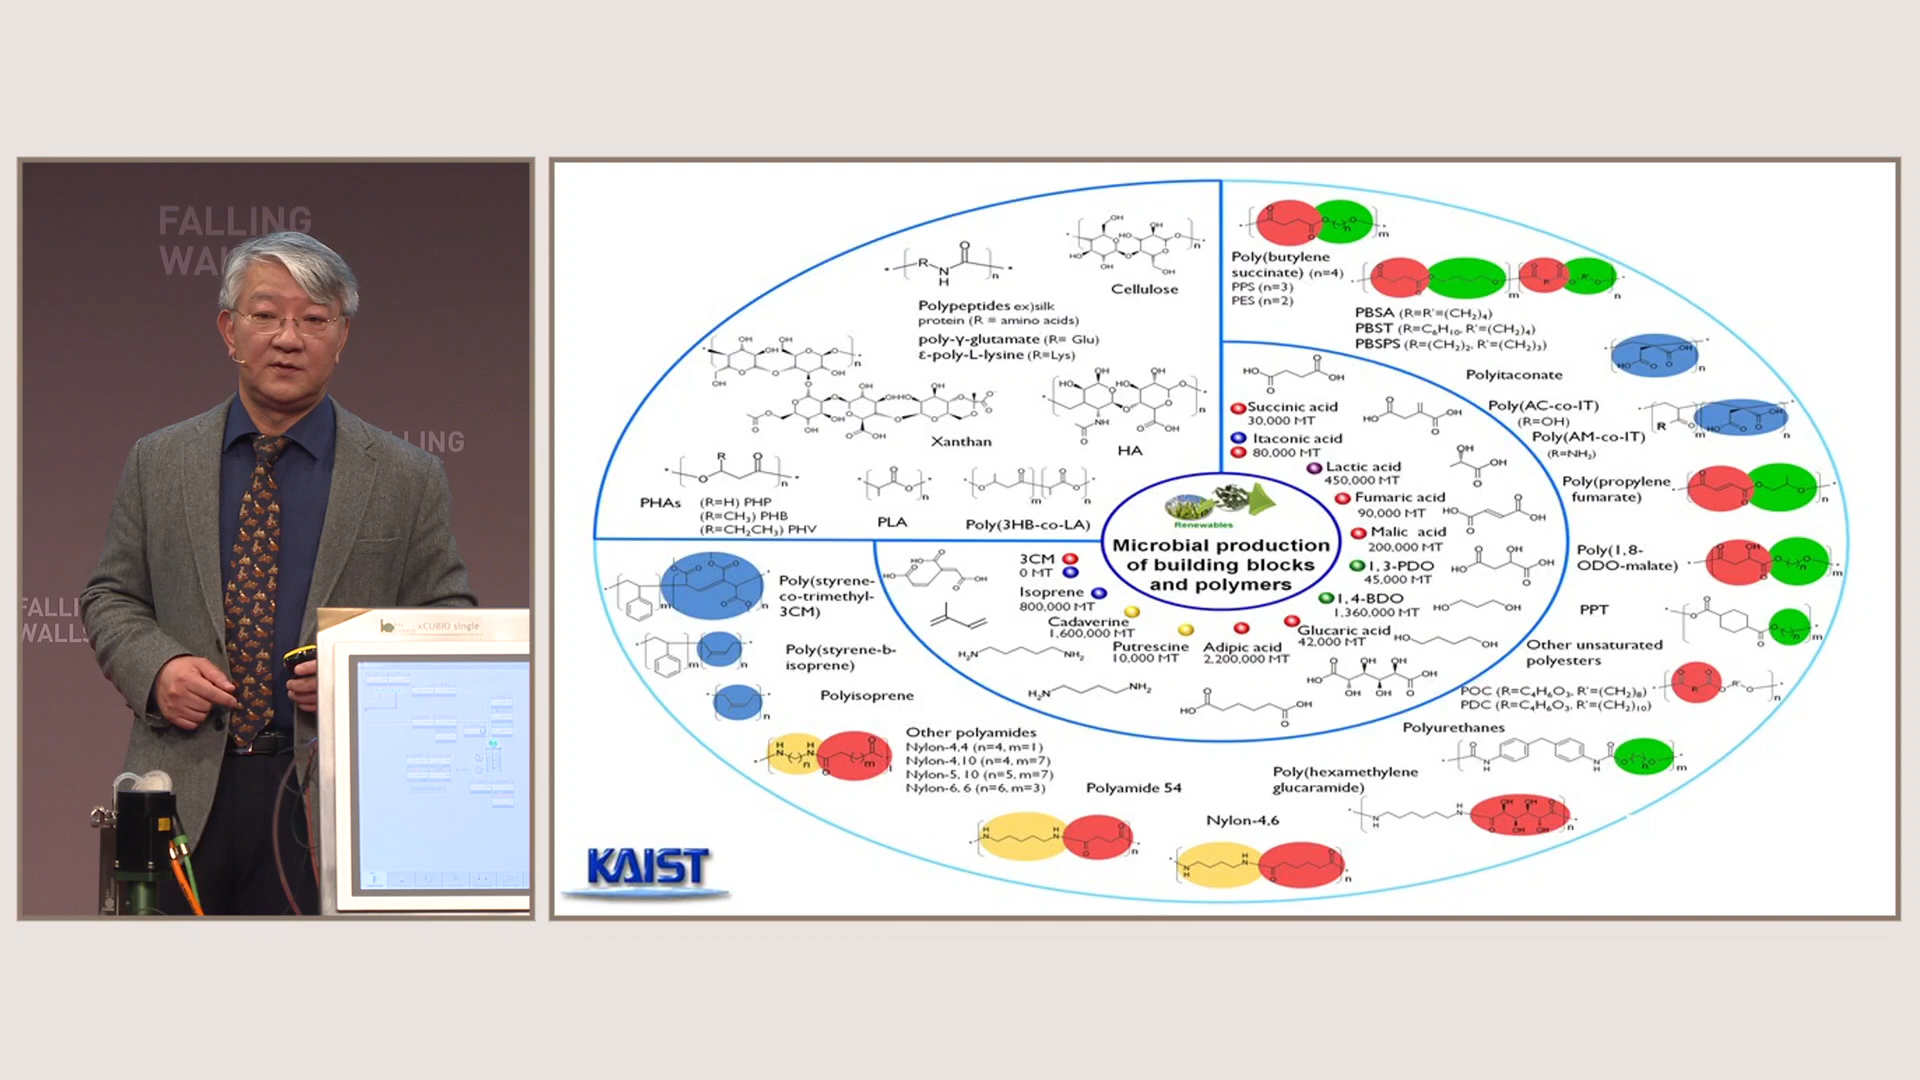 FALLING
WAL
LLING
FALLI
WALLS
xCUBIO single
Cellulose
Polypeptides ex)silk
protein (R = amino acids)
poly-γ-glutamate (R= Glu)
ε-poly-L-lysine (R=Lys)
Xanthan
HA
PHAs
(R=H) PHP
(R=CH₃) PHB
(R=CH₂CH₃) PHV
PLA
Poly(3HB-co-LA)
Poly(butylene
succinate) (n=4)
PPS (n=3)
PES (n=2)
PBSA (R=R'=(CH₂)₄)
PBST (R=C₆H₁₀, R'=(CH₂)₄)
PBSPS (R=(CH₂)₂, R'=(CH₂)₃)
Polyitaconate
Poly(AC-co-IT)
(R=OH)
Poly(AM-co-IT)
(R=NH₂)
Poly(propylene
fumarate)
Poly(1,8-
ODO-malate)
PPT
Other unsaturated
polyesters
POC (R=C₄H₆O₃, R'=(CH₂)₈)
PDC (R=C₄H₆O₃, R'=(CH₂)₁₀)
Polyurethanes
Poly(hexamethylene
glucaramide)
Nylon-4,6
Polyamide 54
Other polyamides
Nylon-4,4 (n=4, m=1)
Nylon-4,10 (n=4, m=7)
Nylon-5, 10 (n=5, m=7)
Nylon-6, 6 (n=6, m=3)
Polyisoprene
Poly(styrene-b-
isoprene)
Poly(styrene-
co-trimethyl-
3CM)
Succinic acid
30,000 MT
Itaconic acid
80,000 MT
Lactic acid
450,000 MT
Fumaric acid
90,000 MT
Malic acid
200,000 MT
1,3-PDO
45,000 MT
1,4-BDO
1,360,000 MT
Glucaric acid
42,000 MT
Adipic acid
2,200,000 MT
Putrescine
10,000 MT
Cadaverine
1,600,000 MT
Isoprene
800,000 MT
3CM
0 MT
Renewables
Microbial production
of building blocks
and polymers
KAIST